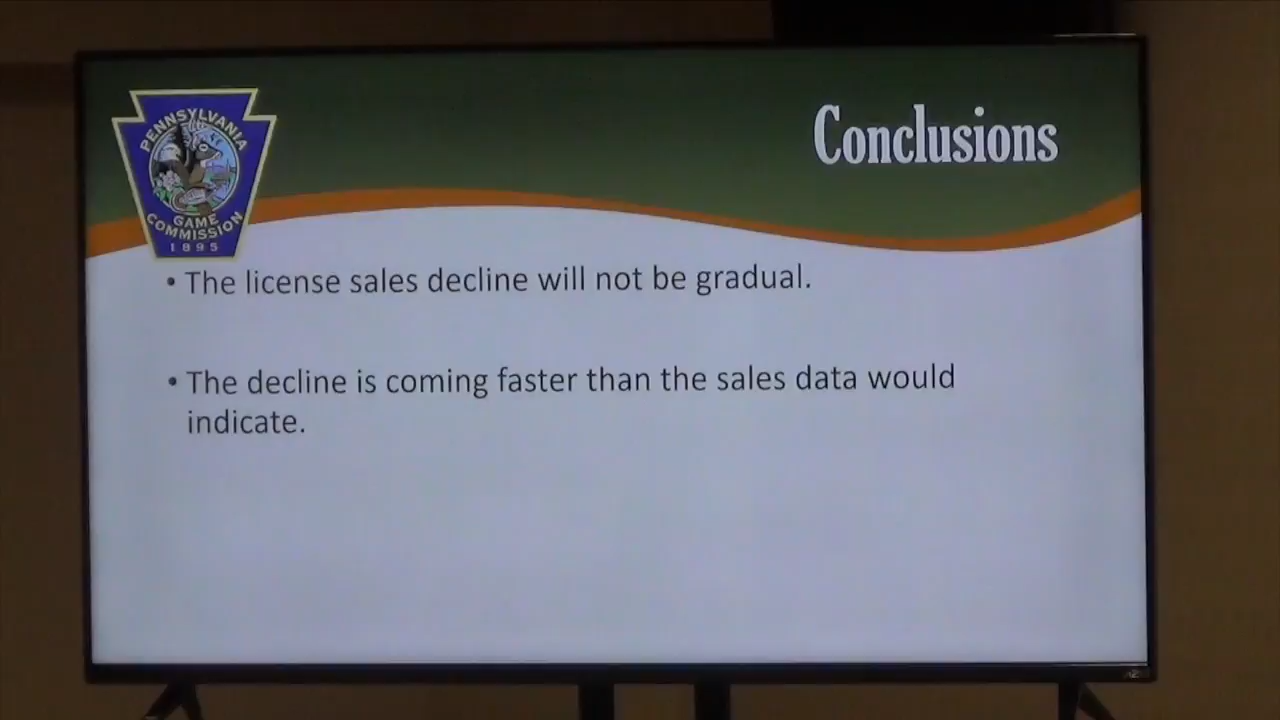 PENNSYLVANIA
GAME
COMMISSION
1895
Conclusions
• The license sales decline will not be gradual.
• The decline is coming faster than the sales data would
indicate.